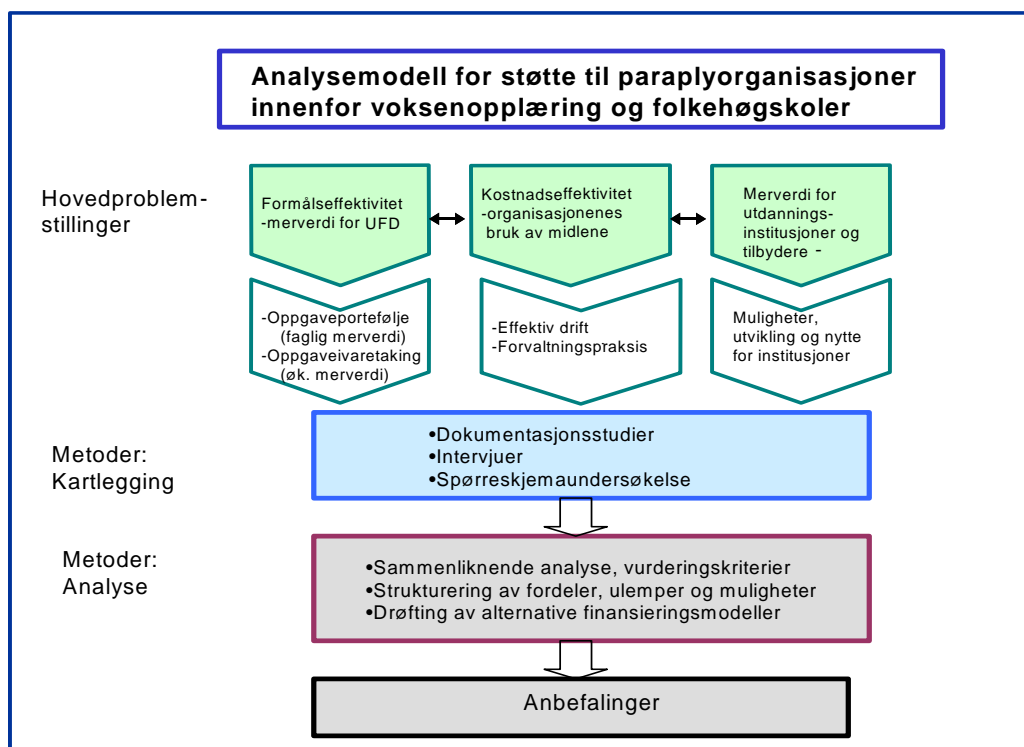 Analysemodell for støtte til paraplyorganisasjoner
innenfor voksenopplæring og folkehøgskoler
Hovedproblem-
stillinger
Formålseffektivitet
-merverdi for UFD
Kostnadseffektivitet
-organisasjonenes
bruk av midlene
Merverdi for
utdannings-
institusjoner og
tilbydere -
-Oppgaveportefølje
(faglig merverdi)
-Oppgaveivaretaking
(øk. merverdi)
-Effektiv drift
-Forvaltningspraksis
Muligheter,
utvikling og nytte
for institusjoner
Metoder:
Kartlegging
•Dokumentasjonsstudier
•Intervjuer
•Spørreskjemaundersøkelse
Metoder:
Analyse
•Sammenliknende analyse, vurderingskriterier
•Strukturering av fordeler, ulemper og muligheter
•Drøfting av alternative finansieringsmodeller
Anbefalinger